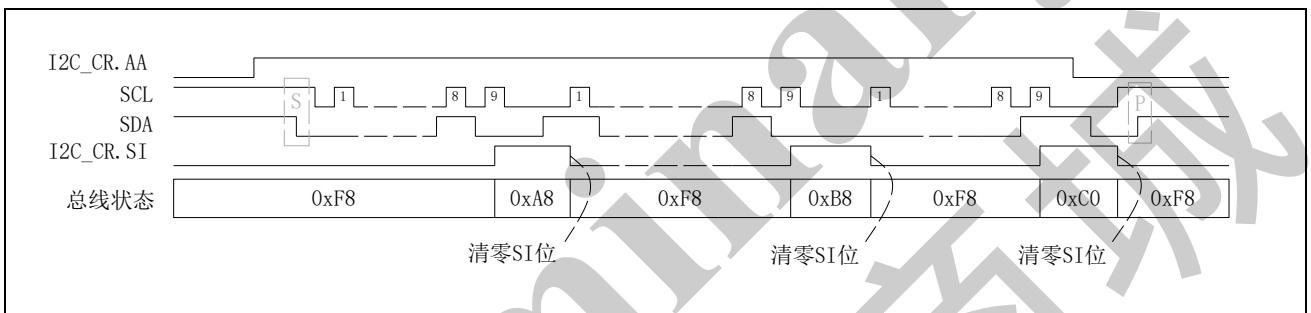 I2C_CR.AA
SCL S 1 8 9 1 8 9 1 8 9 P
SDA
I2C_CR.SI
总线状态 0xF8 0xA8 0xF8 0xB8 0xF8 0xC0 0xF8
清零SI位 清零SI位 清零SI位